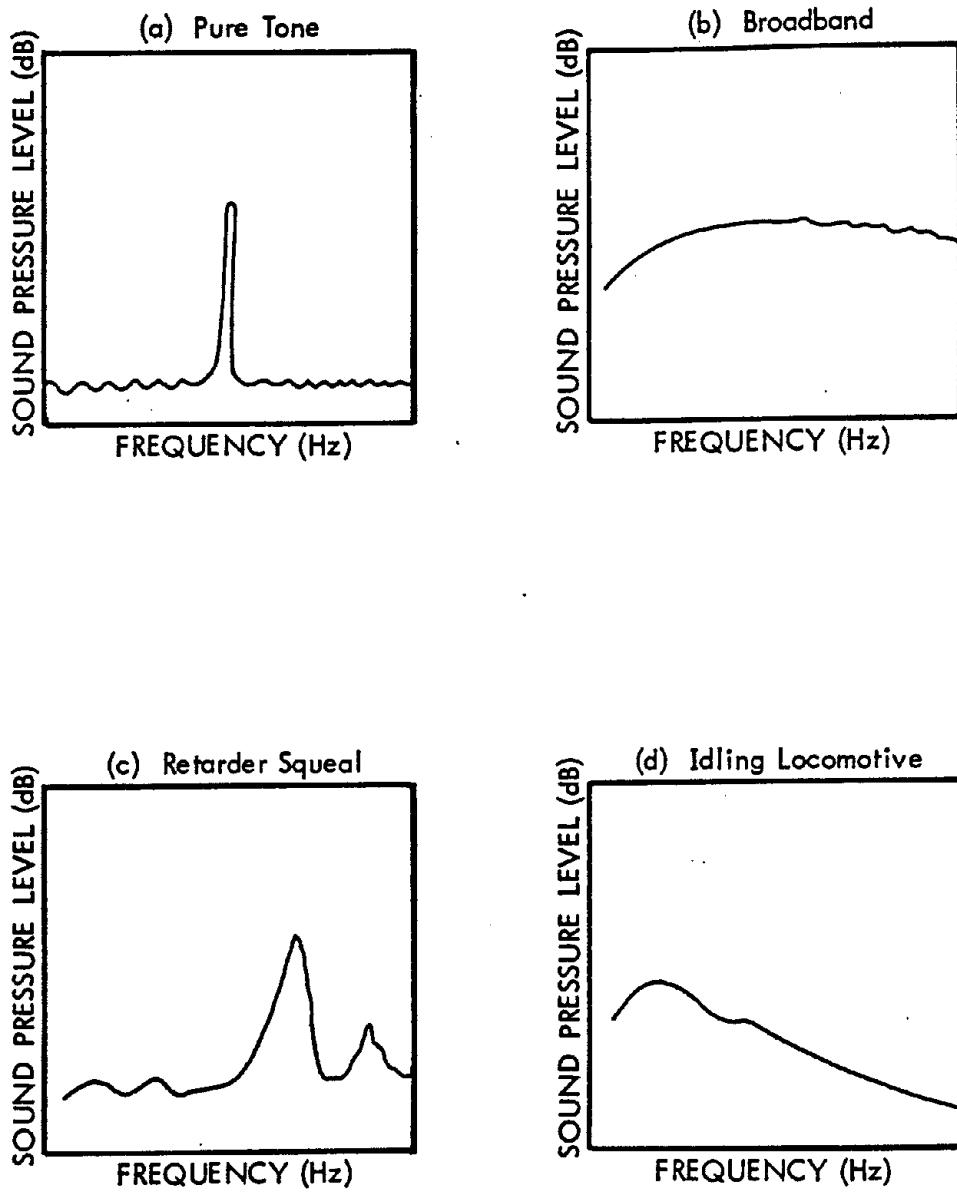 (a) Pure Tone
SOUND PRESSURE LEVEL (dB)
FREQUENCY (Hz)
(b) Broadband
SOUND PRESSURE LEVEL (dB)
FREQUENCY (Hz)
(c) Retarder Squeal
SOUND PRESSURE LEVEL (dB)
FREQUENCY (Hz)
(d) Idling Locomotive
SOUND PRESSURE LEVEL (dB)
FREQUENCY (Hz)